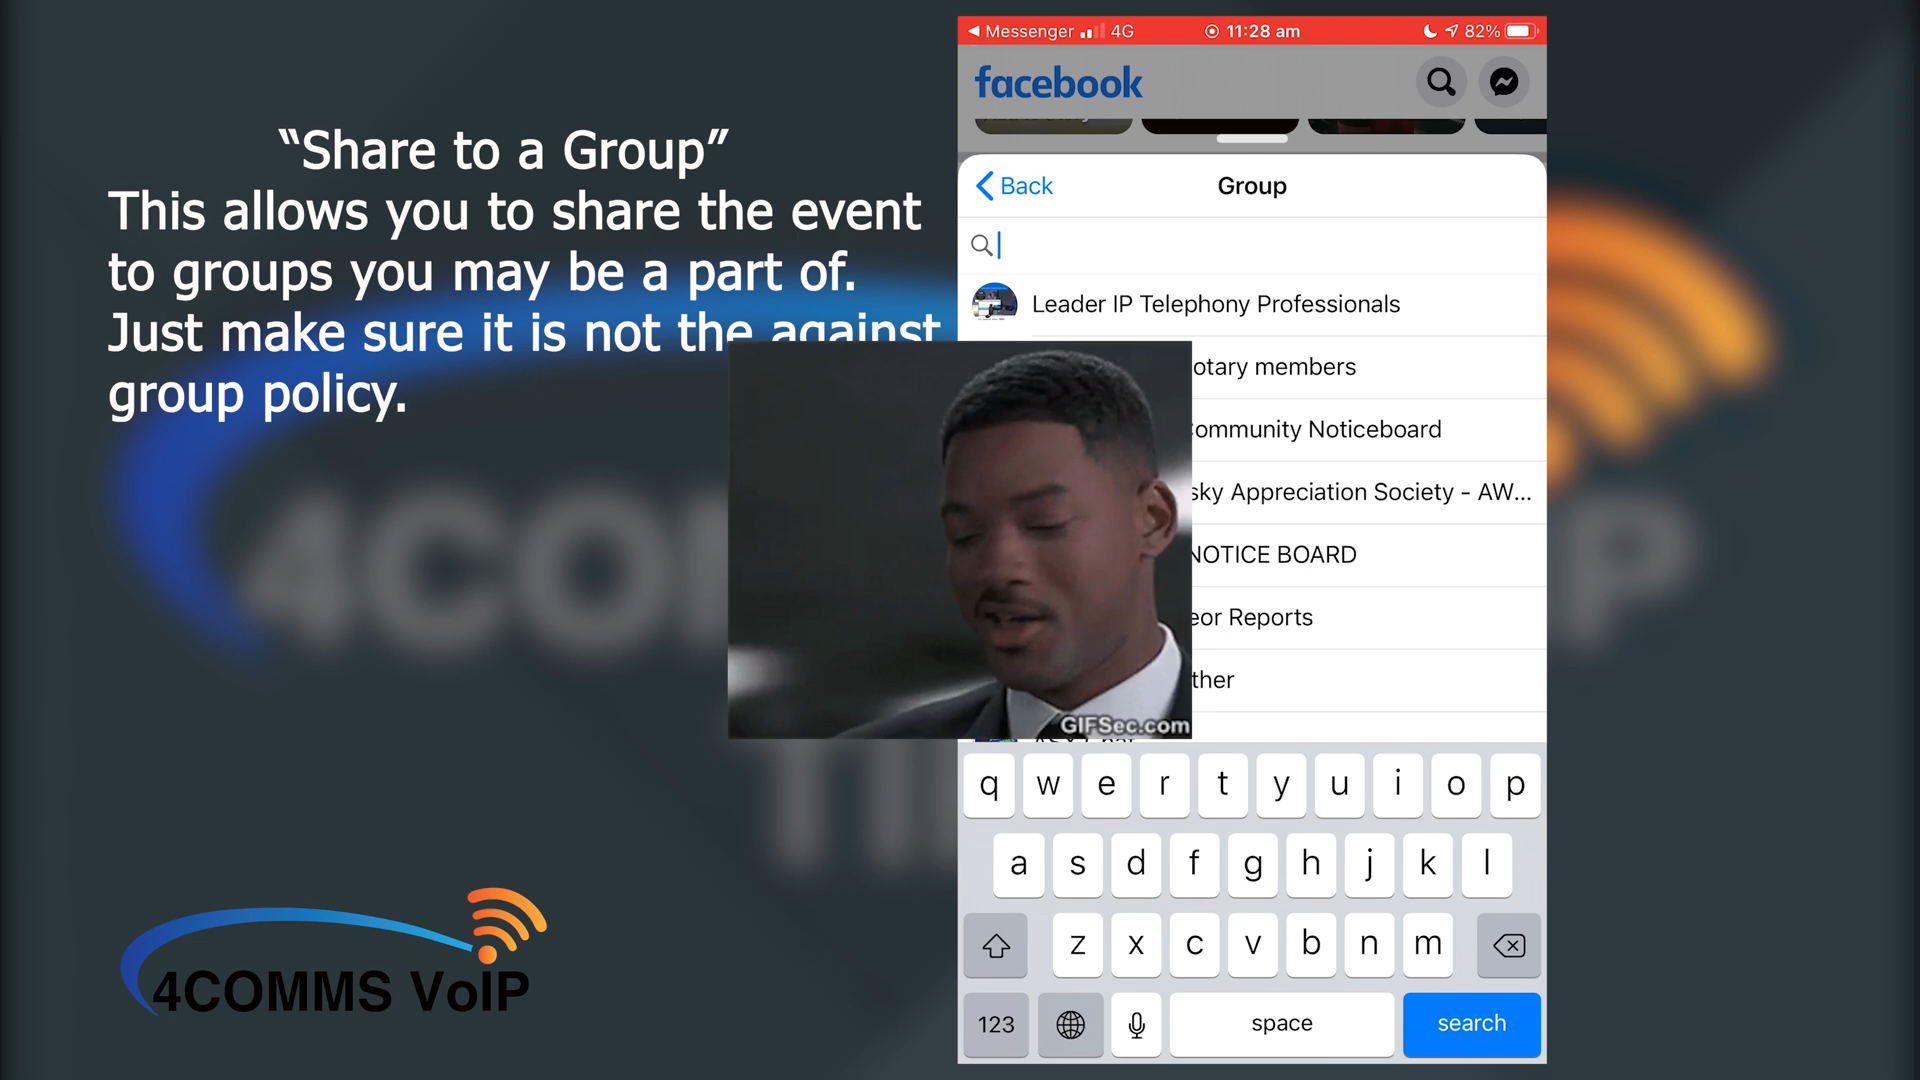 “Share to a Group”
This allows you to share the event
to groups you may be a part of.
Just make sure it is not the against
group policy.
4COMMS VoIP
Messenger 4G 11:28 am 82%
facebook
Back Group
Leader IP Telephony Professionals
otary members
ommunity Noticeboard
sky Appreciation Society - AW...
NOTICE BOARD
eor Reports
ther
GIFSec.com
q w e r t y u i o p
a s d f g h j k l
z x c v b n m
123 space search